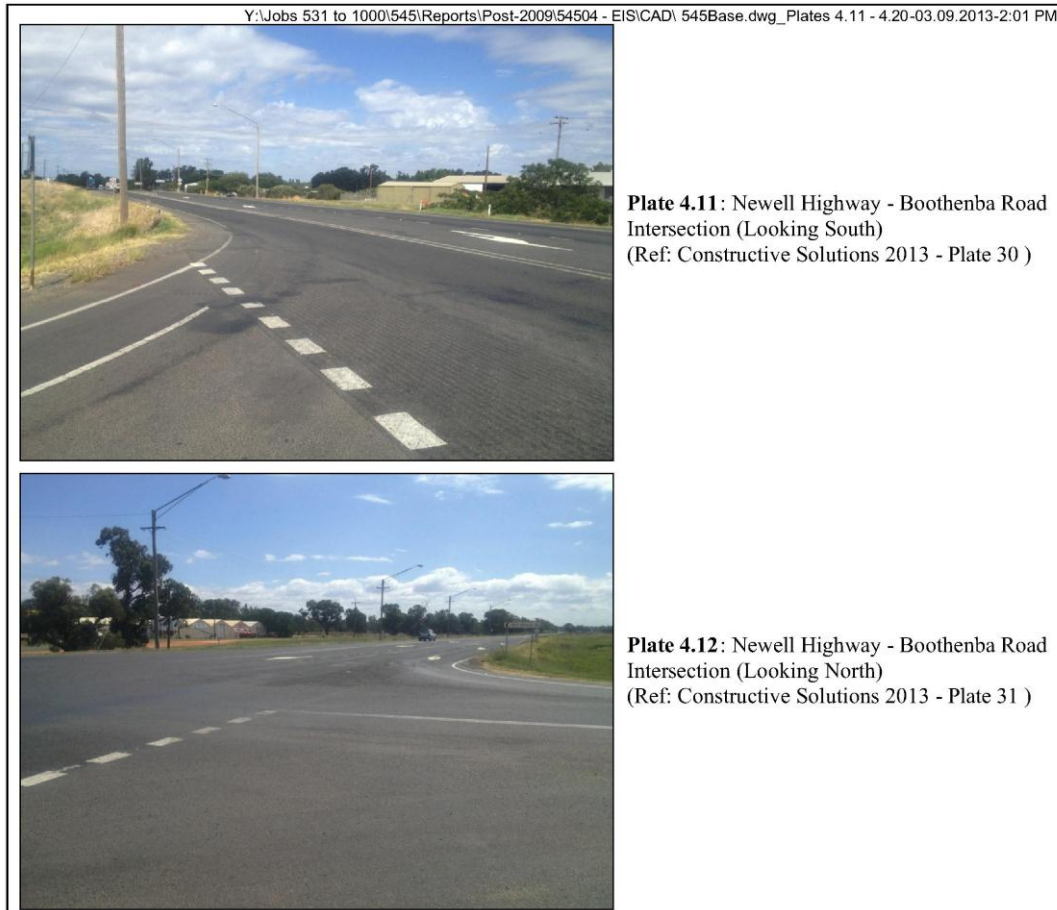 Y:\Jobs 531 to 1000\545\Reports\Post-2009\54504 - EIS\CAD\ 545Base.dwg_Plates 4.11 - 4.20-03.09.2013-2:01 PM
Plate 4.11: Newell Highway - Boothenba Road
Intersection (Looking South)
(Ref: Constructive Solutions 2013 - Plate 30 )
Plate 4.12: Newell Highway - Boothenba Road
Intersection (Looking North)
(Ref: Constructive Solutions 2013 - Plate 31 )